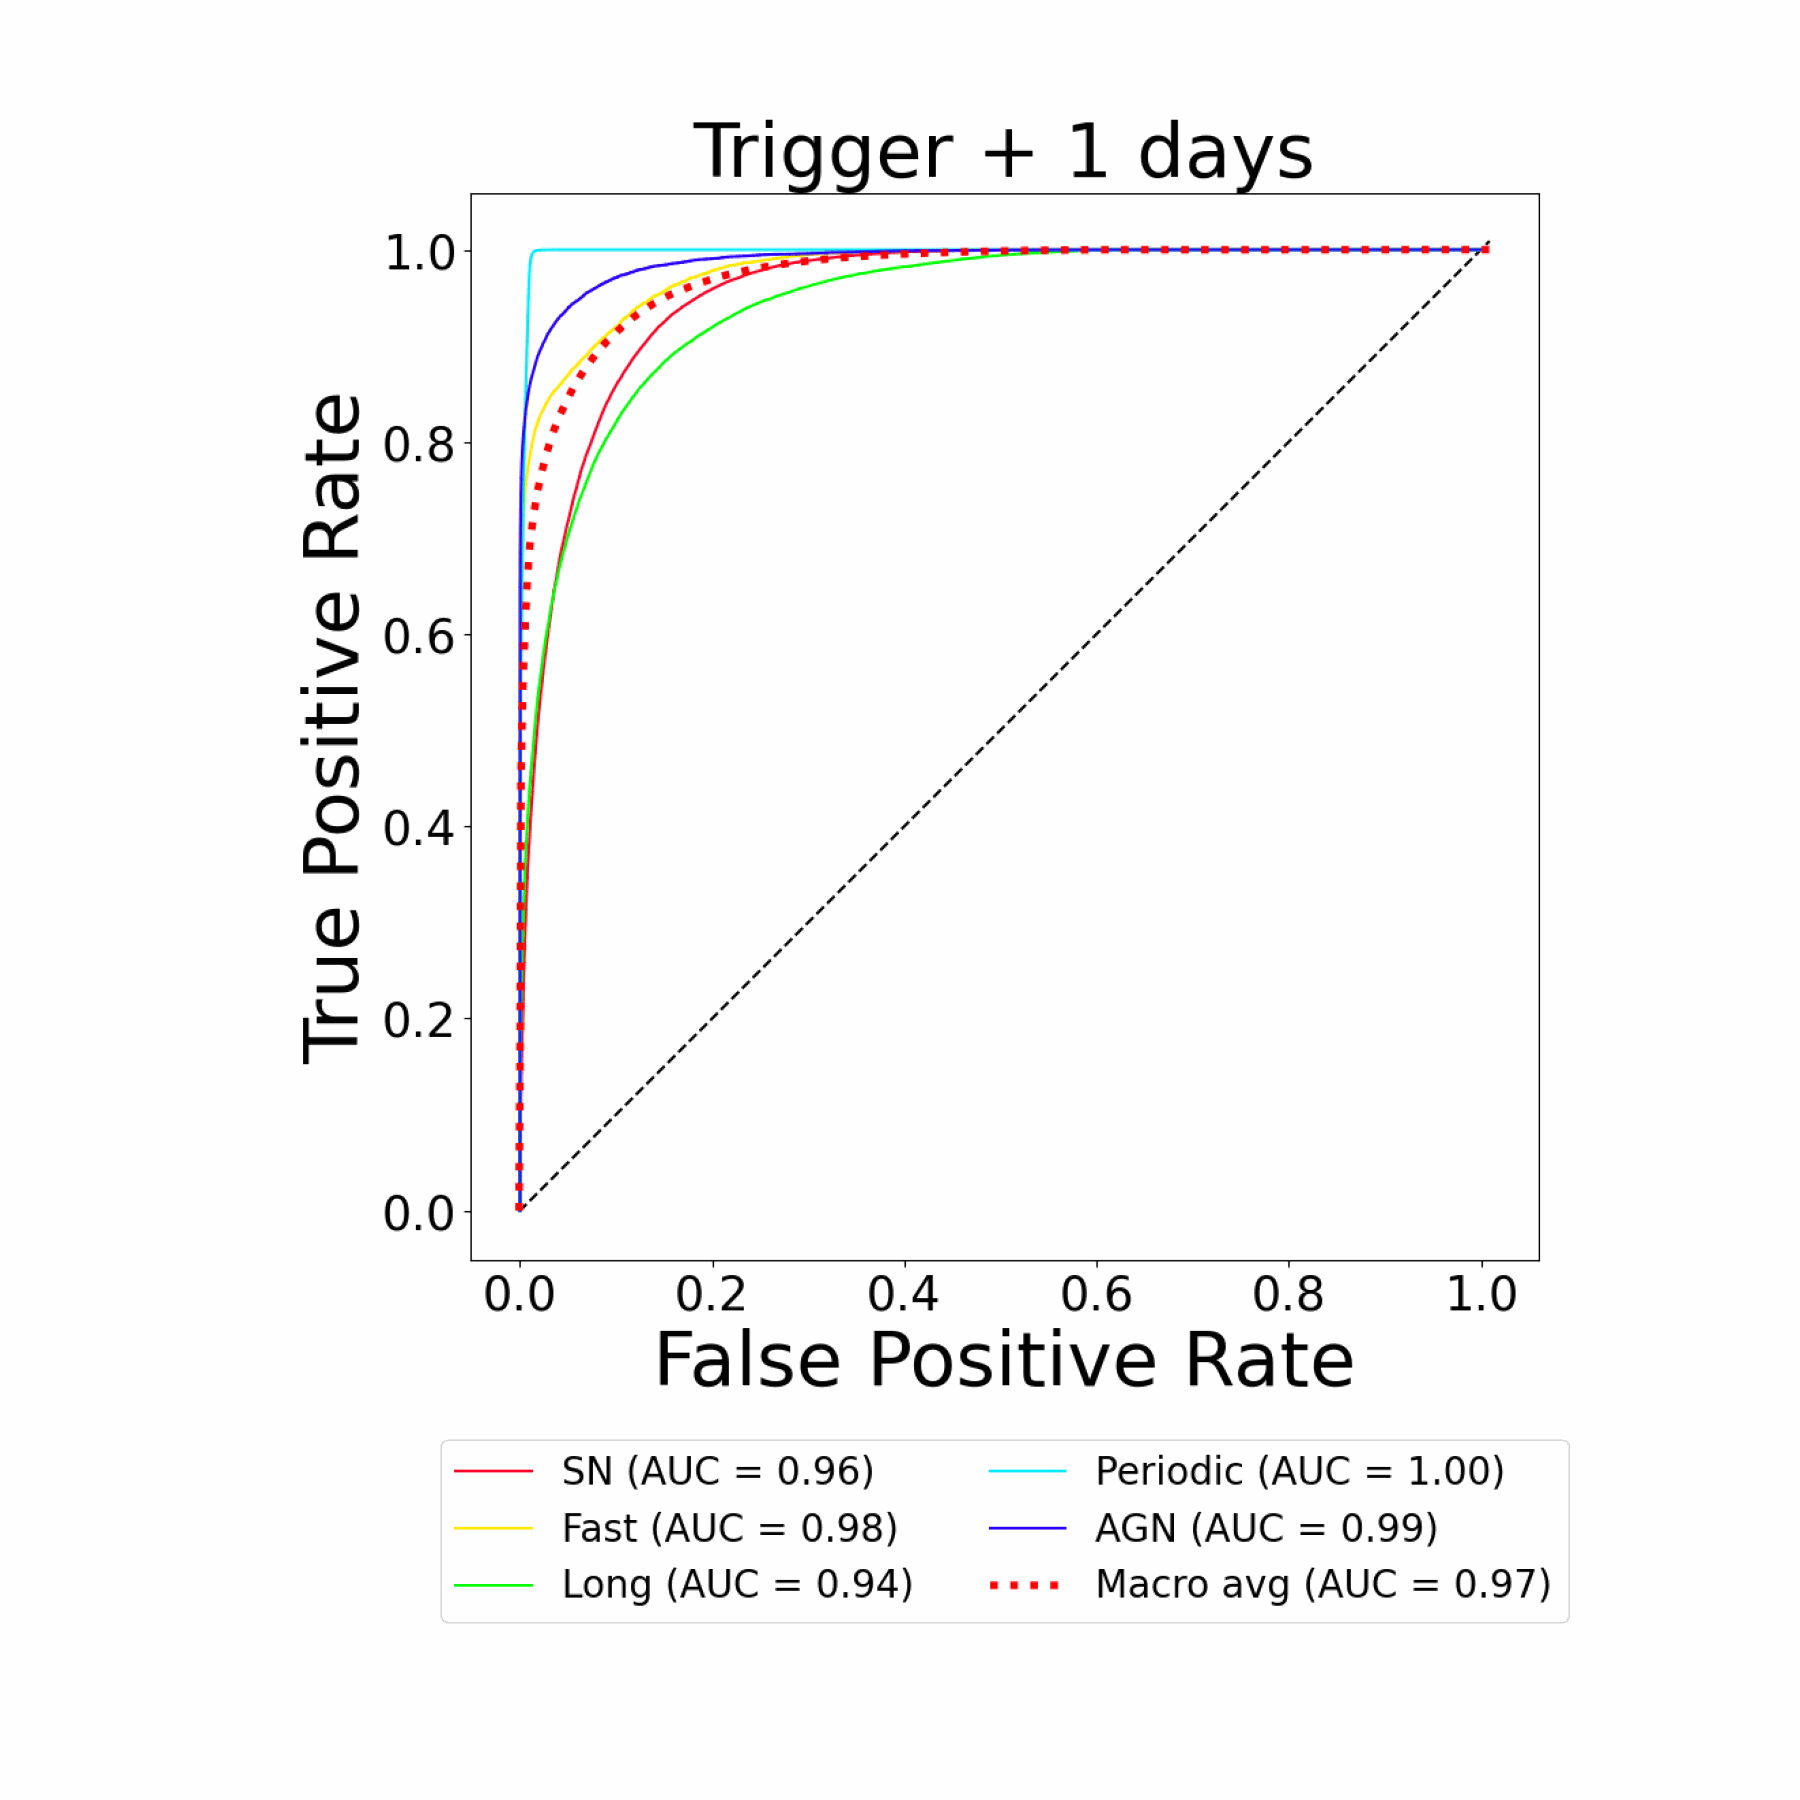 Trigger + 1 days
True Positive Rate
1.0
0.8
0.6
0.4
0.2
0.0
0.0 0.2 0.4 0.6 0.8 1.0
False Positive Rate
SN (AUC = 0.96)
Fast (AUC = 0.98)
Long (AUC = 0.94)
Periodic (AUC = 1.00)
AGN (AUC = 0.99)
Macro avg (AUC = 0.97)